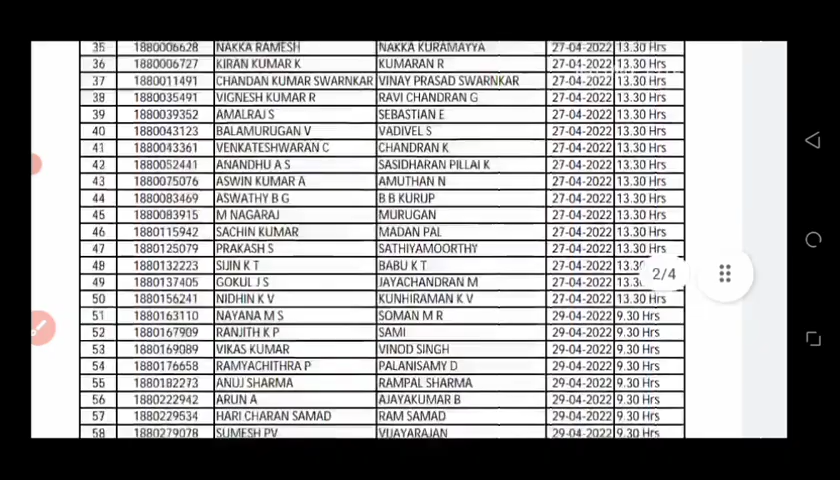 35 1880006628 NAKKA RAMESH NAKKA KURAMAYYA 27-04-2022 13.30 Hrs
36 1880006727 KIRAN KUMAR K KUMARAN R 27-04-2022 13.30 Hrs
37 1880011491 CHANDAN KUMAR SWARNKAR VINAY PRASAD SWARNKAR 27-04-2022 13.30 Hrs
38 1880035491 VIGNESH KUMAR R RAVI CHANDRAN G 27-04-2022 13.30 Hrs
39 1880039352 AMALRAJ S SEBASTIAN E 27-04-2022 13.30 Hrs
40 1880043123 BALAMURUGAN V VADIVEL S 27-04-2022 13.30 Hrs
41 1880043361 VENKATESHWARAN C CHANDRAN K 27-04-2022 13.30 Hrs
42 1880052441 ANANDHU A S SASIDHARAN PILLAI K 27-04-2022 13.30 Hrs
43 1880075076 ASWIN KUMAR A AMUTHAN N 27-04-2022 13.30 Hrs
44 1880083469 ASWATHY B G B B KURUP 27-04-2022 13.30 Hrs
45 1880083915 M NAGARAJ MURUGAN 27-04-2022 13.30 Hrs
46 1880115942 SACHIN KUMAR MADAN PAL 27-04-2022 13.30 Hrs
47 1880125079 PRAKASH S SATHIYAMOORTHY 27-04-2022 13.30 Hrs
48 1880132223 SIJIN K T BABU K T 27-04-2022 13.30
2/4
49 1880137405 GOKUL J S JAYACHANDRAN M 27-04-2022 13.3
50 1880156241 NIDHIN K V KUNHIRAMAN K V 27-04-2022 13.30 Hrs
51 1880163110 NAYANA M S SOMAN M R 29-04-2022 9.30 Hrs
52 1880167909 RANJITH K P SAMI 29-04-2022 9.30 Hrs
53 1880169089 VIKAS KUMAR VINOD SINGH 29-04-2022 9.30 Hrs
54 1880176658 RAMYACHITHRA P PALANISAMY D 29-04-2022 9.30 Hrs
55 1880182273 ANUJ SHARMA RAMPAL SHARMA 29-04-2022 9.30 Hrs
56 1880222942 ARUN A AJAYAKUMAR B 29-04-2022 9.30 Hrs
57 1880229534 HARI CHARAN SAMAD RAM SAMAD 29-04-2022 9.30 Hrs
58 1880279078 SUMESH PV VIJAYARAJAN 29-04-2022 9.30 Hrs